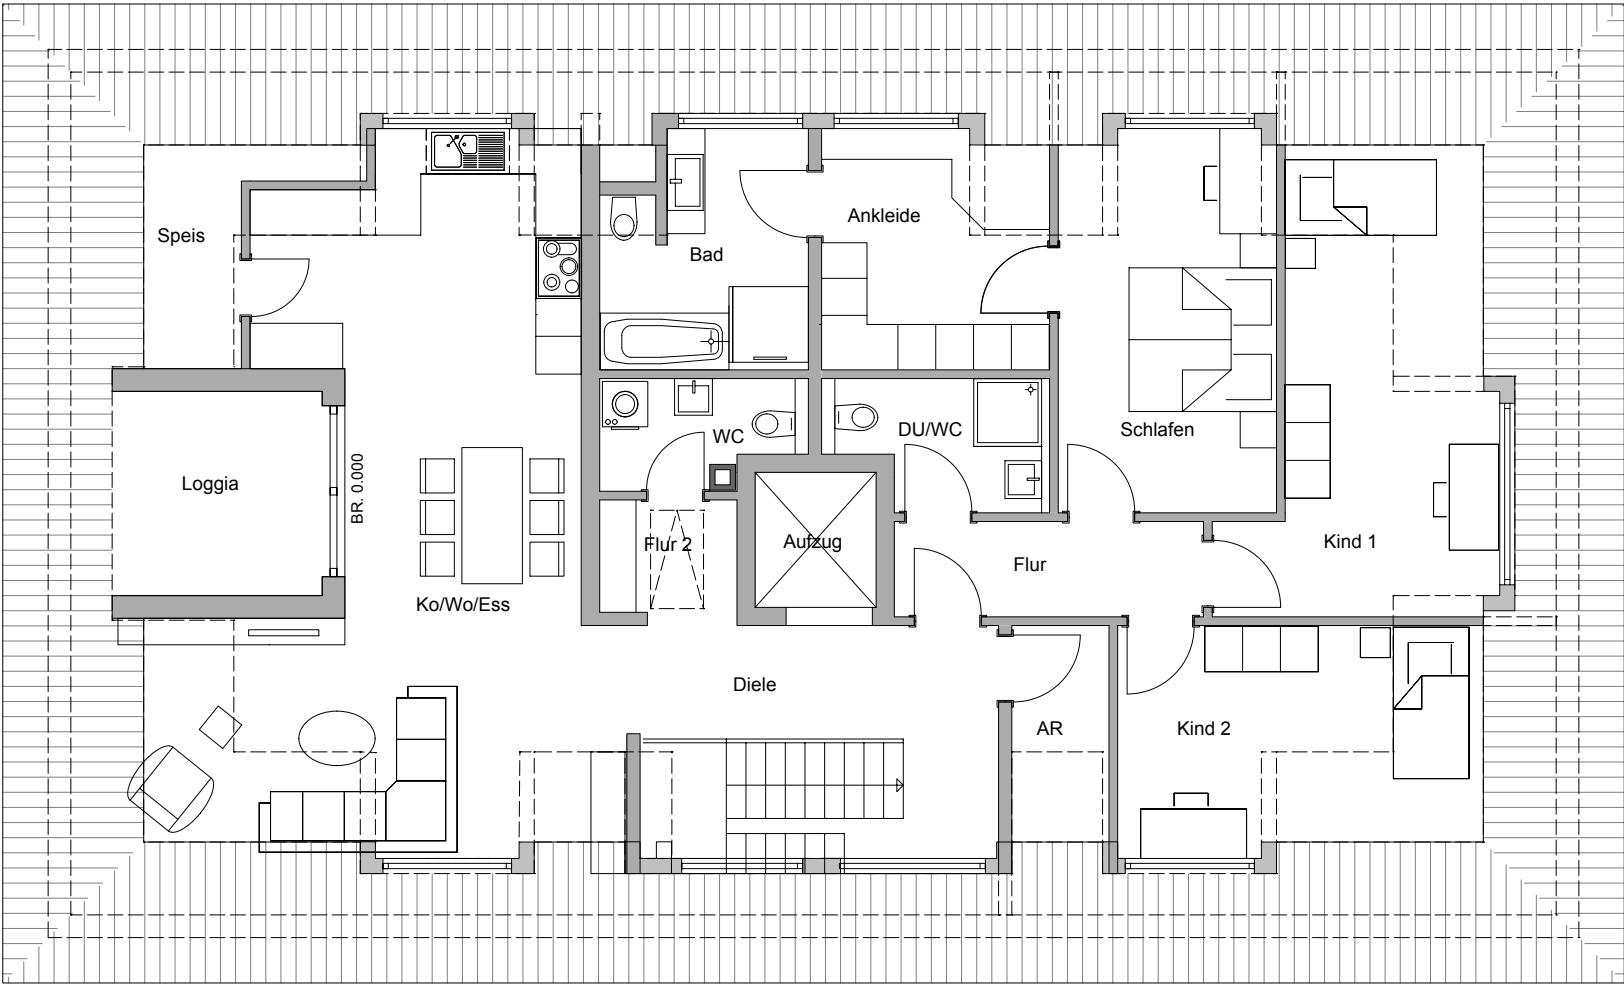 Speis
Bad
Ankleide
Schlafen
WC
DU/WC
Loggia
BR. 0.000
Flur 2
Aufzug
Flur
Kind 1
Ko/Wo/Ess
Diele
AR
Kind 2